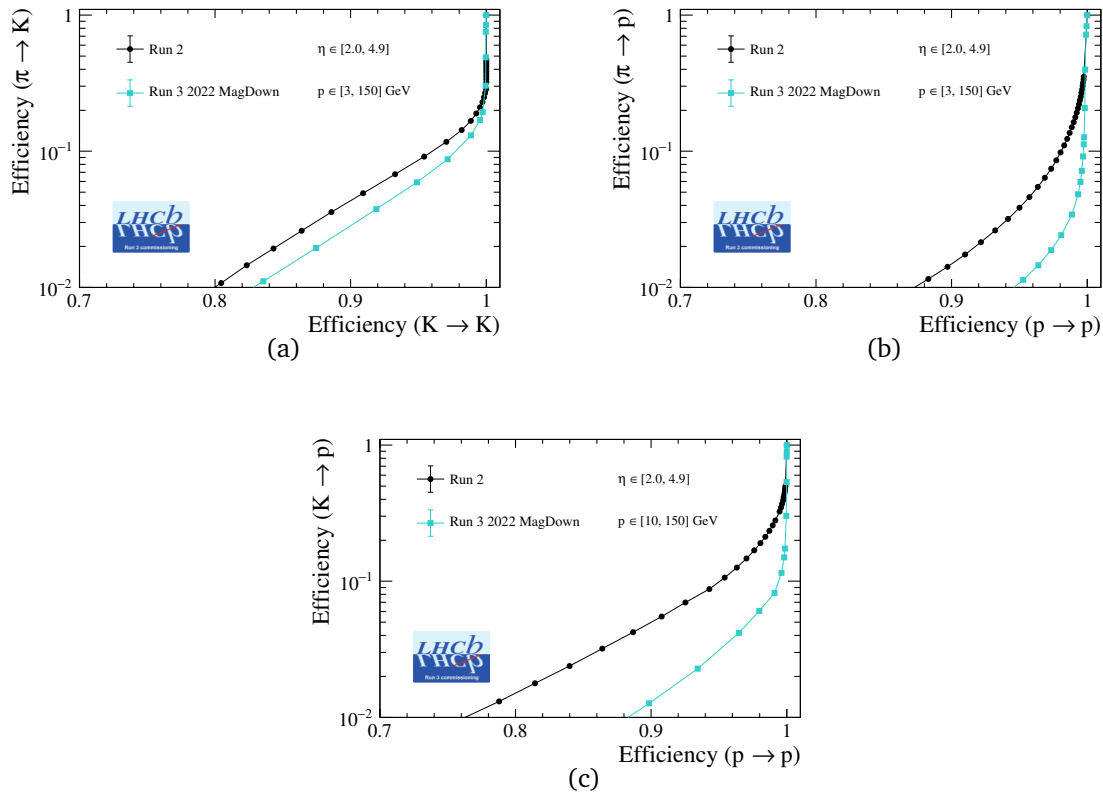 Efficiency (π → K)
1
10⁻¹
10⁻²
Run 2
η ∈ [2.0, 4.9]
Run 3 2022 MagDown
p ∈ [3, 150] GeV
LHCb
LHCb
Run 3 commissioning
0.7
0.8
0.9
1
Efficiency (K → K)
(a)
Efficiency (π → p)
1
10⁻¹
10⁻²
Run 2
η ∈ [2.0, 4.9]
Run 3 2022 MagDown
p ∈ [3, 150] GeV
LHCb
LHCb
Run 3 commissioning
0.7
0.8
0.9
1
Efficiency (p → p)
(b)
Efficiency (K → p)
1
10⁻¹
10⁻²
Run 2
η ∈ [2.0, 4.9]
Run 3 2022 MagDown
p ∈ [10, 150] GeV
LHCb
LHCb
Run 3 commissioning
0.7
0.8
0.9
1
Efficiency (p → p)
(c)